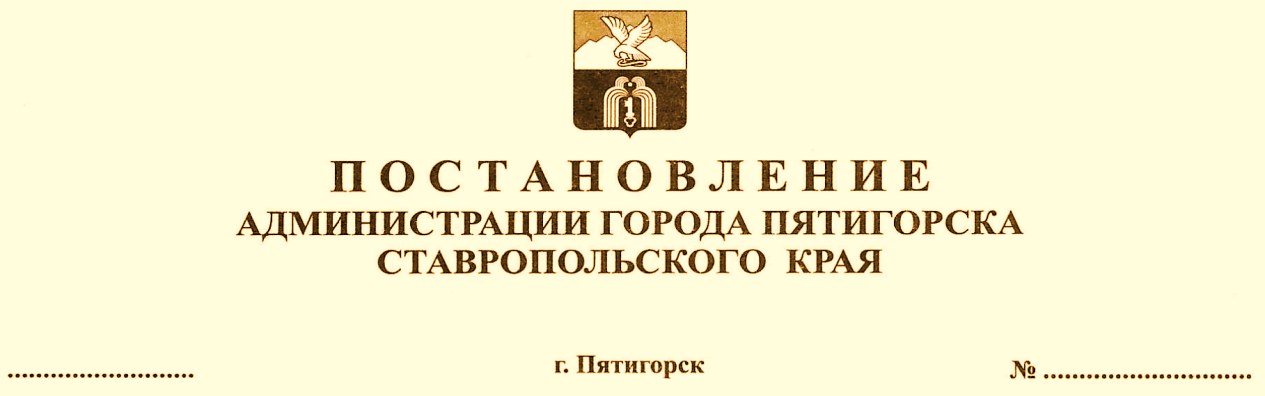 ПОСТАНОВЛЕНИЕ
АДМИНИСТРАЦИИ ГОРОДА ПЯТИГОРСКА
СТАВРОПОЛЬСКОГО КРАЯ
.......................... г. Пятигорск № .............................